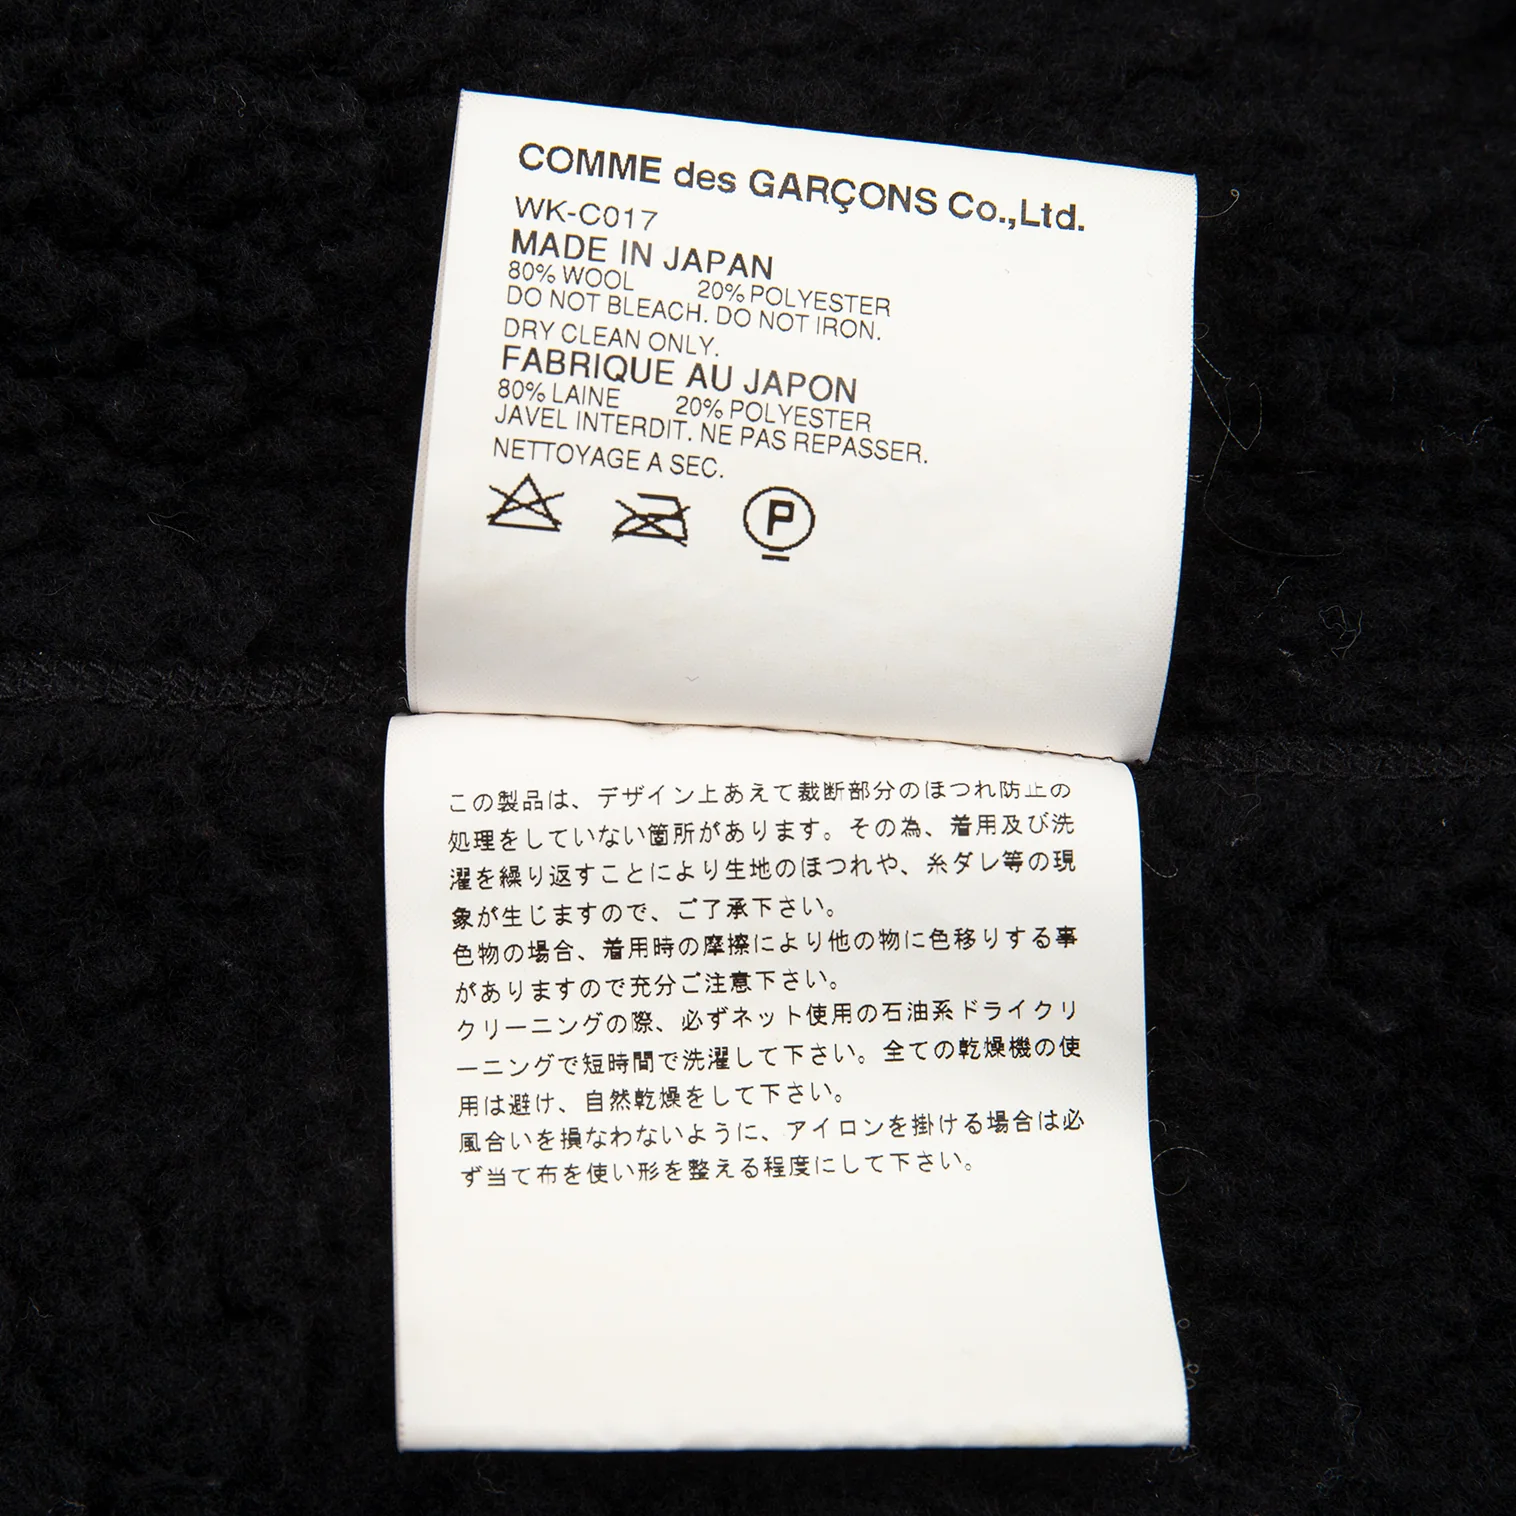 COMME des GARÇONS Co.,Ltd.
WK-C017
MADE IN JAPAN
80% WOOL 20% POLYESTER
DO NOT BLEACH. DO NOT IRON.
DRY CLEAN ONLY.
FABRIQUE AU JAPON
80% LAINE 20% POLYESTER
JAVEL INTERDIT. NE PAS REPASSER.
NETTOYAGE A SEC.
P
この製品は、デザイン上あえて裁断部分のほつれ防止の
処理をしていない箇所があります。その為、着用及び洗
濯を繰り返すことにより生地のほつれや、糸ダレ等の現
象が生じますので、ご了承下さい。
色物の場合、着用時の摩擦により他の物に色移りする事
がありますので充分ご注意下さい。
クリーニングの際、必ずネット使用の石油系ドライクリ
ーニングで短時間で洗濯して下さい。全ての乾燥機の使
用は避け、自然乾燥をして下さい。
風合いを損なわないように、アイロンを掛ける場合は必
ず当て布を使い形を整える程度にして下さい。